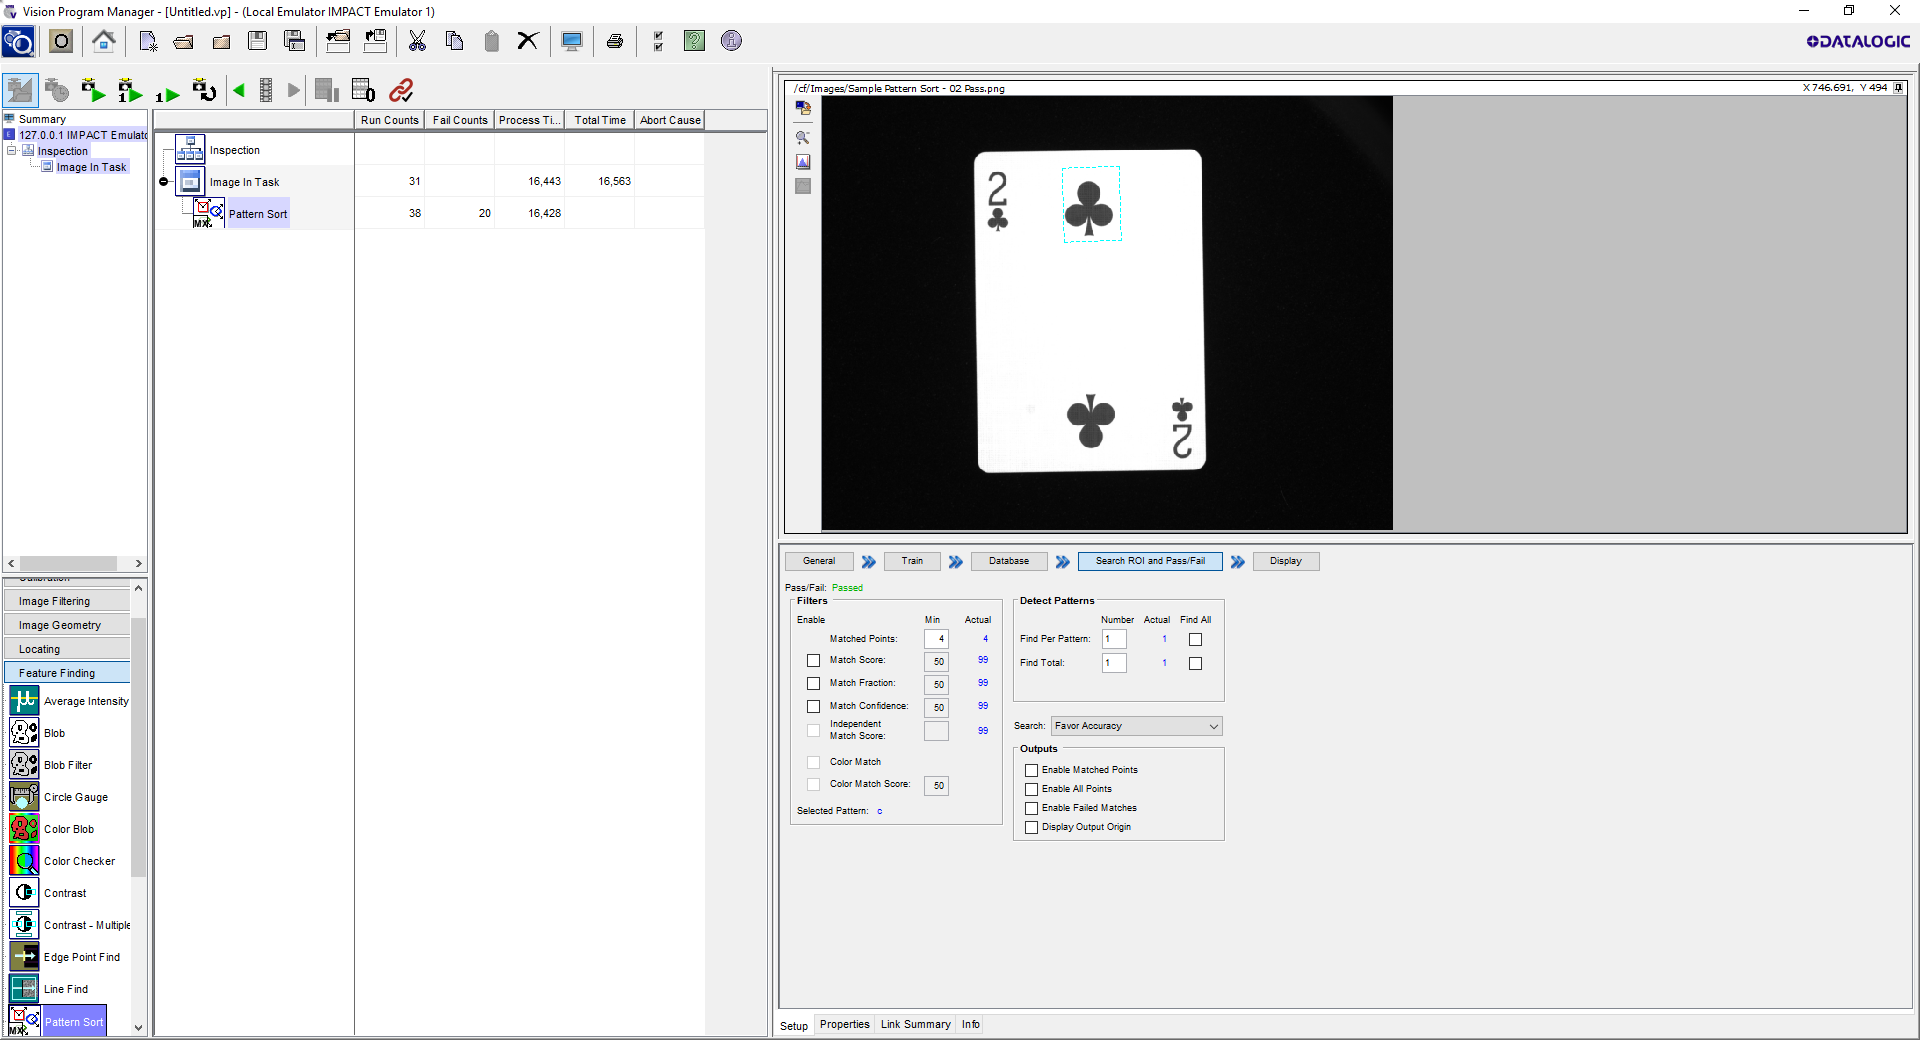 Vision Program Manager - [Untitled.vp] - (Local Emulator IMPACT Emulator 1)
DATALOGIC
Summary
127.0.0.1 IMPACT Emulato
Inspection
Image In Task
Run Counts Fail Counts Process Ti... Total Time Abort Cause
Inspection
Image In Task 31 16,443 16,563
Pattern Sort 38 20 16,428
Image Filtering
Image Geometry
Locating
Feature Finding
Average Intensity
Blob
Blob Filter
Circle Gauge
Color Blob
Color Checker
Contrast
Contrast - Multiple
Edge Point Find
Line Find
Pattern Sort
/cf/Images/Sample Pattern Sort - 02 Pass.png X 746.691, Y 494
2
2
General Train Database Search ROI and Pass/Fail Display
Pass/Fail: Passed
Filters
Enable Min Actual
Matched Points: 4 4
Match Score: 50 99
Match Fraction: 50 99
Match Confidence: 50 99
Independent
Match Score: 99
Color Match
Color Match Score: 50
Selected Pattern: c
Detect Patterns
Number Actual Find All
Find Per Pattern: 1 1
Find Total: 1 1
Search: Favor Accuracy
Outputs
Enable Matched Points
Enable All Points
Enable Failed Matches
Display Output Origin
Setup Properties Link Summary Info